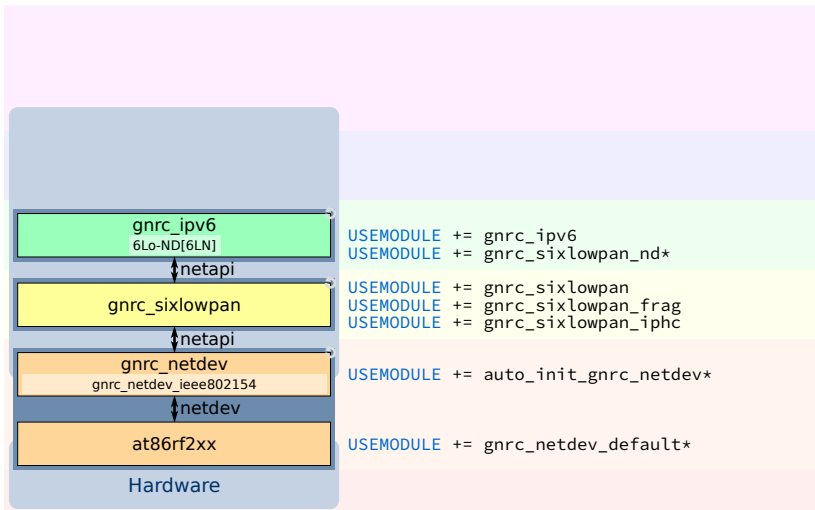 gnrc_ipv6
6Lo-ND[6LN]
USEMODULE += gnrc_ipv6
USEMODULE += gnrc_sixlowpan_nd*
netapi
gnrc_sixlowpan
USEMODULE += gnrc_sixlowpan
USEMODULE += gnrc_sixlowpan_frag
USEMODULE += gnrc_sixlowpan_iphc
netapi
gnrc_netdev
gnrc_netdev_ieee802154
USEMODULE += auto_init_gnrc_netdev*
netdev
at86rf2xx
USEMODULE += gnrc_netdev_default*
Hardware